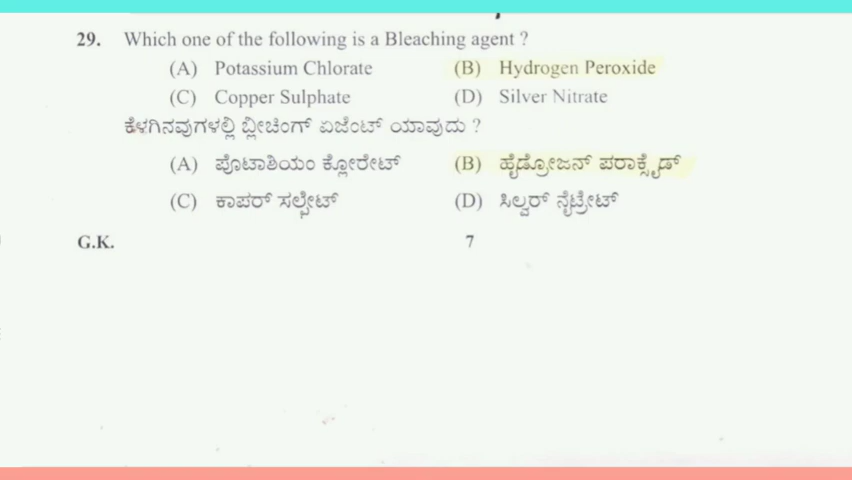 29. Which one of the following is a Bleaching agent ?
(A) Potassium Chlorate (B) Hydrogen Peroxide
(C) Copper Sulphate (D) Silver Nitrate
ಕೆಳಗಿನವುಗಳಲ್ಲಿ ಬ್ಲೀಚಿಂಗ್ ಏಜೆಂಟ್ ಯಾವುದು ?
(A) ಪೊಟಾಶಿಯಂ ಕ್ಲೋರೇಟ್ (B) ಹೈಡ್ರೋಜನ್ ಪರಾಕ್ಸೈಡ್
(C) ಕಾಪರ್ ಸಲ್ಫೇಟ್ (D) ಸಿಲ್ವರ್ ನೈಟ್ರೇಟ್
G.K. 7